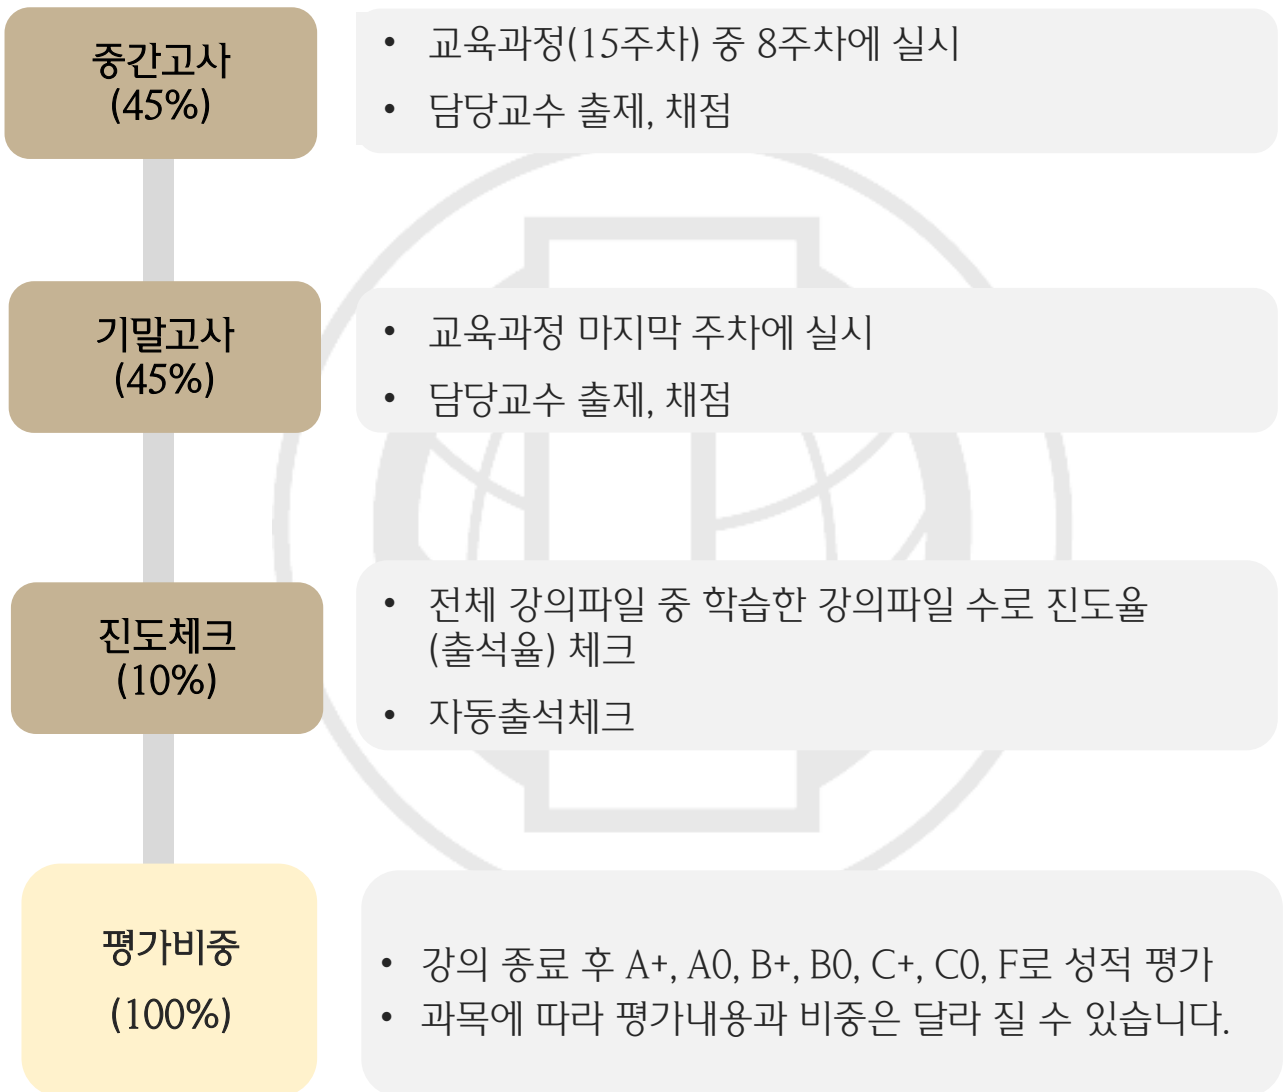 중간고사
(45%)
• 교육과정(15주차) 중 8주차에 실시
• 담당교수 출제, 채점
기말고사
(45%)
• 교육과정 마지막 주차에 실시
• 담당교수 출제, 채점
진도체크
(10%)
• 전체 강의파일 중 학습한 강의파일 수로 진도율
(출석율) 체크
• 자동출석체크
평가비중
(100%)
• 강의 종료 후 A+, A0, B+, B0, C+, C0, F로 성적 평가
• 과목에 따라 평가내용과 비중은 달라 질 수 있습니다.